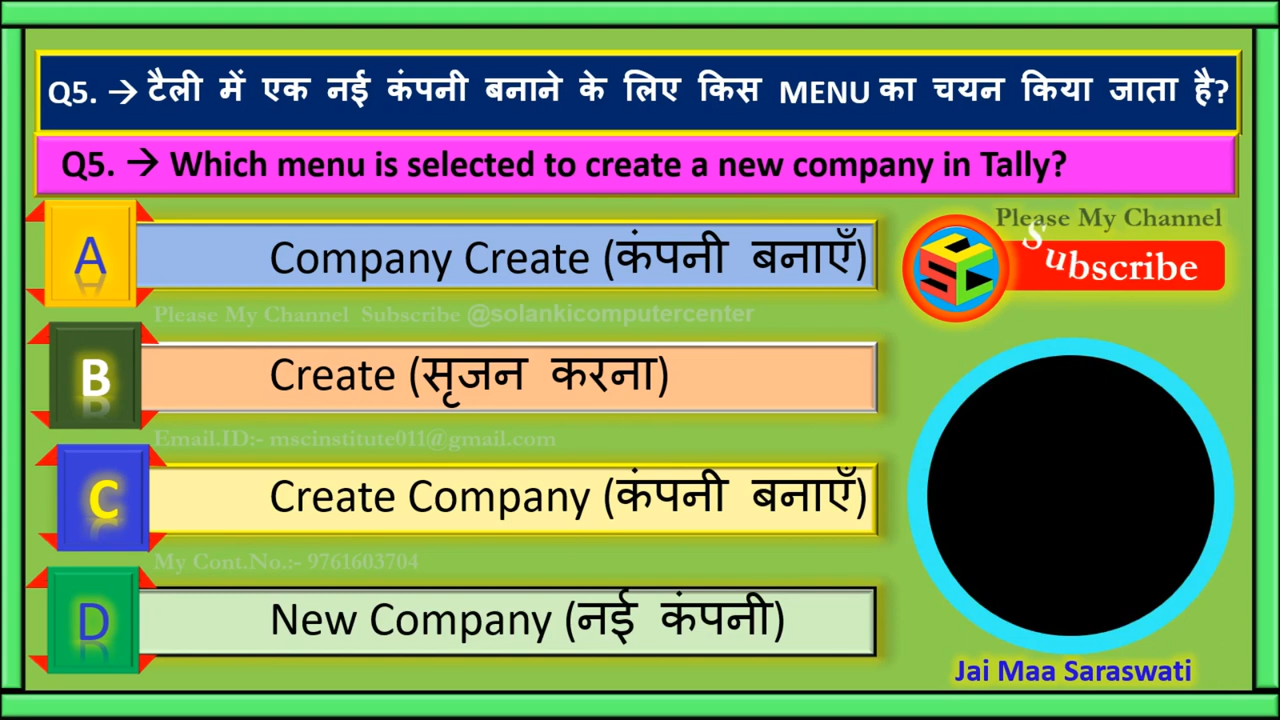 Q5. → टैली में एक नई कंपनी बनाने के लिए किस MENU का चयन किया जाता है?
Q5. → Which menu is selected to create a new company in Tally?
Please My Channel
Subscribe
A
Company Create (कंपनी बनाएँ)
Please My Channel Subscribe @solankicomputercenter
B
Create (सृजन करना)
Email.ID:- mscinstitute011@gmail.com
C
Create Company (कंपनी बनाएँ)
My Cont.No.:- 9761603704
D
New Company (नई कंपनी)
Jai Maa Saraswati